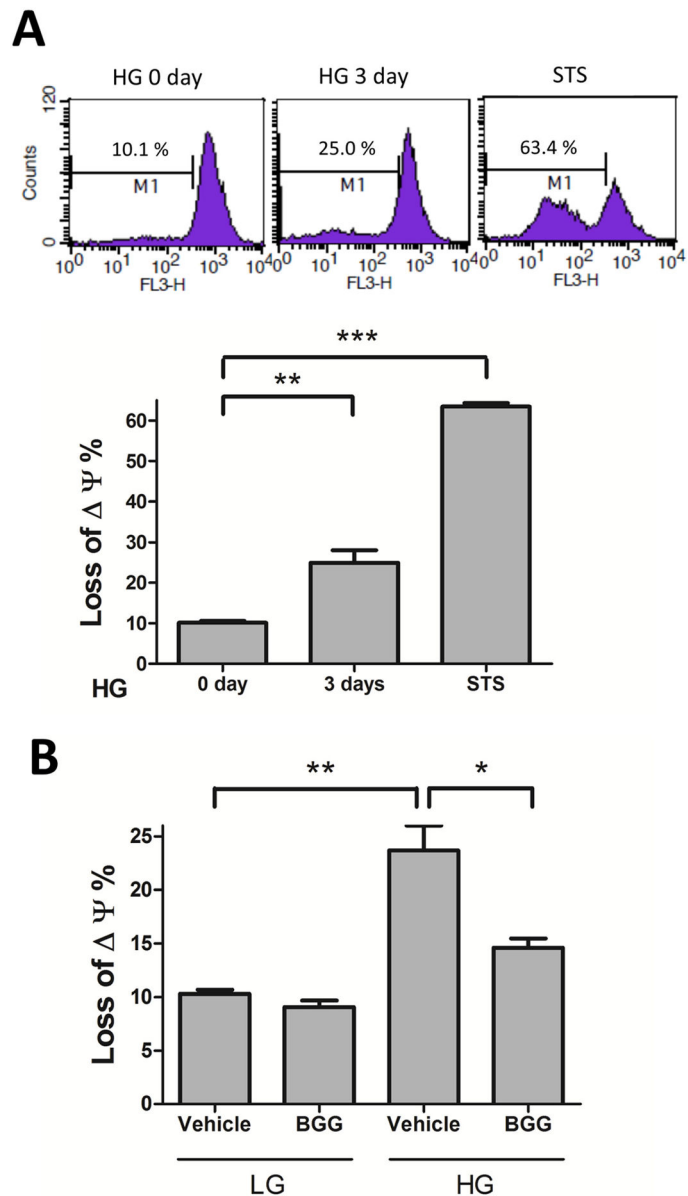 A
HG 0 day HG 3 day STS
120
Counts
0
10.1 % 25.0 % 63.4 %
M1 M1 M1
10⁰ 10¹ 10² 10³ 10⁴ 10⁰ 10¹ 10² 10³ 10⁴ 10⁰ 10¹ 10² 10³ 10⁴
FL3-H FL3-H FL3-H
***
**
Loss of Δ Ψ %
60
50
40
30
20
10
0
HG 0 day 3 days STS
B
** *
Loss of Δ Ψ %
25
20
15
10
5
0
Vehicle BGG Vehicle BGG
LG HG